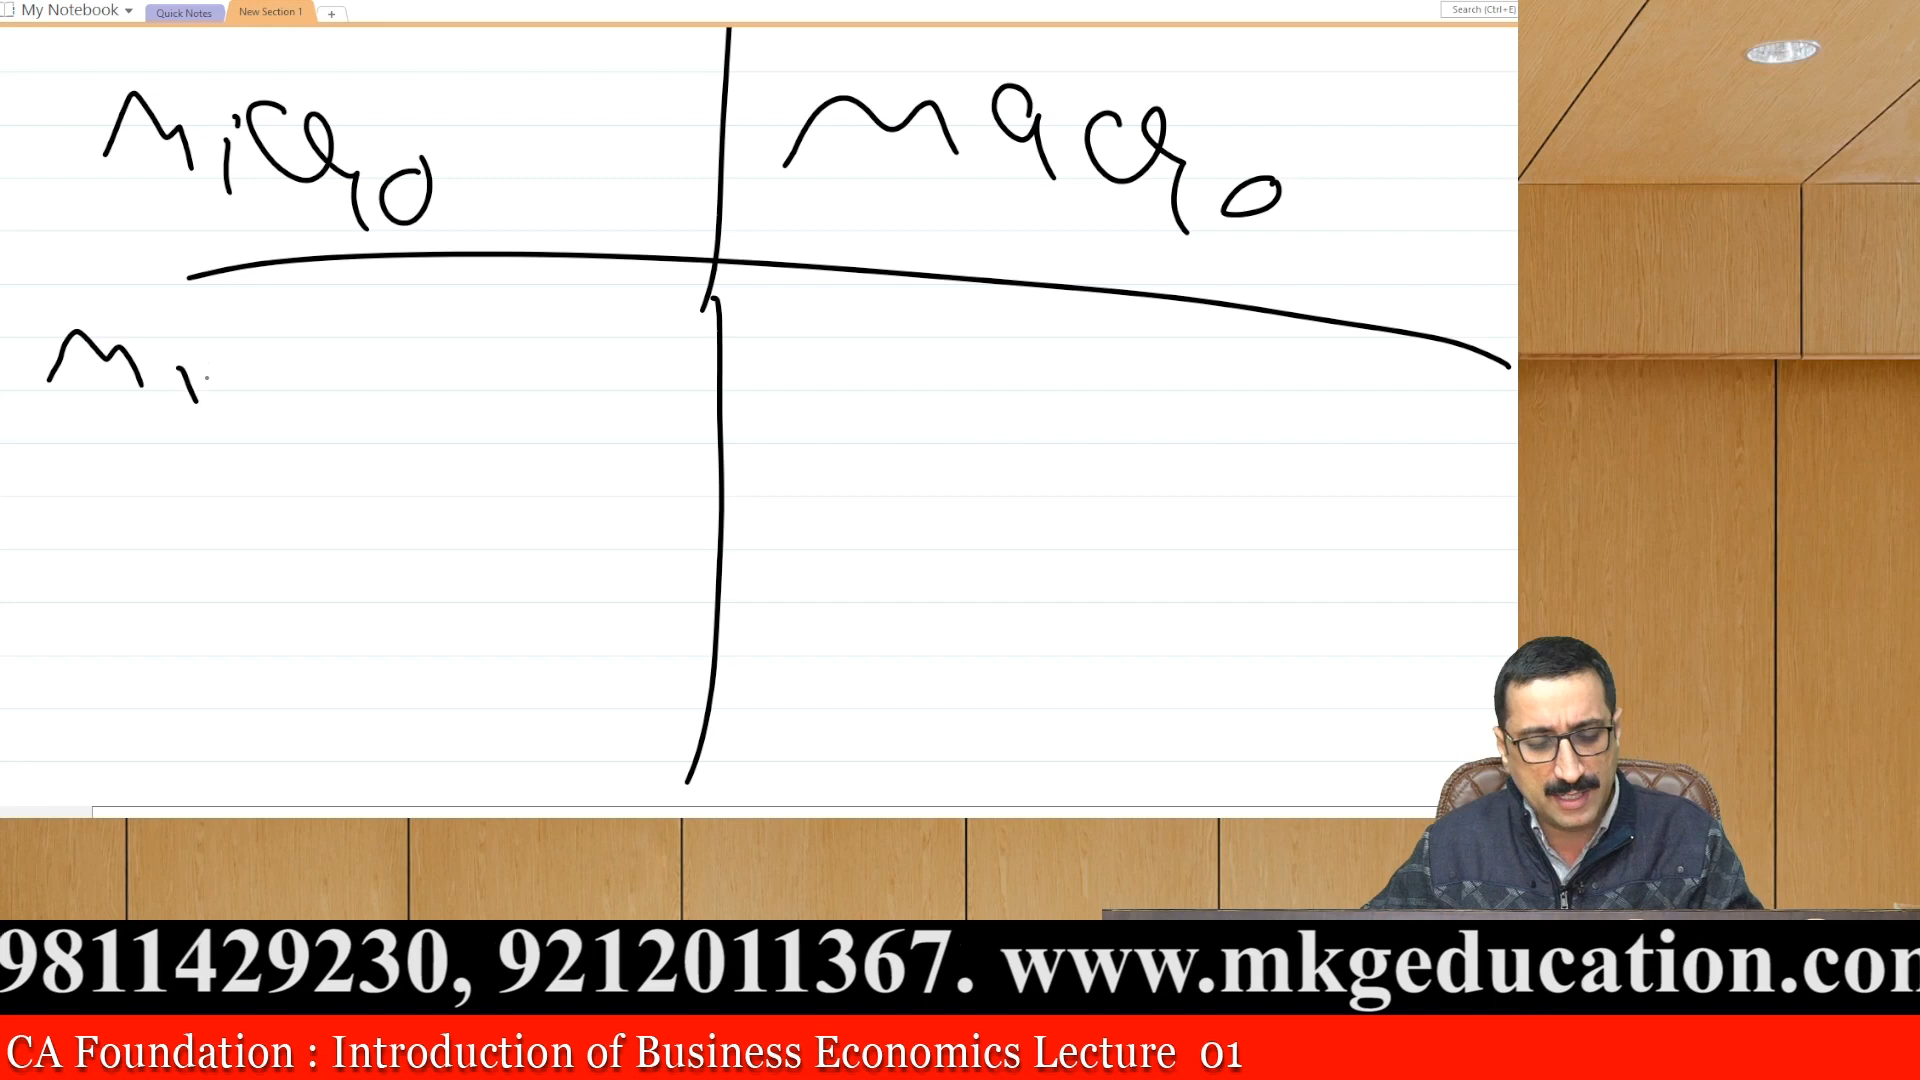 My Notebook
Quick Notes
New Section 1
+
Search (Ctrl+E)
Micro
Macro
Mi
9811429230, 9212011367. www.mkgeducation.com
CA Foundation : Introduction of Business Economics Lecture 01